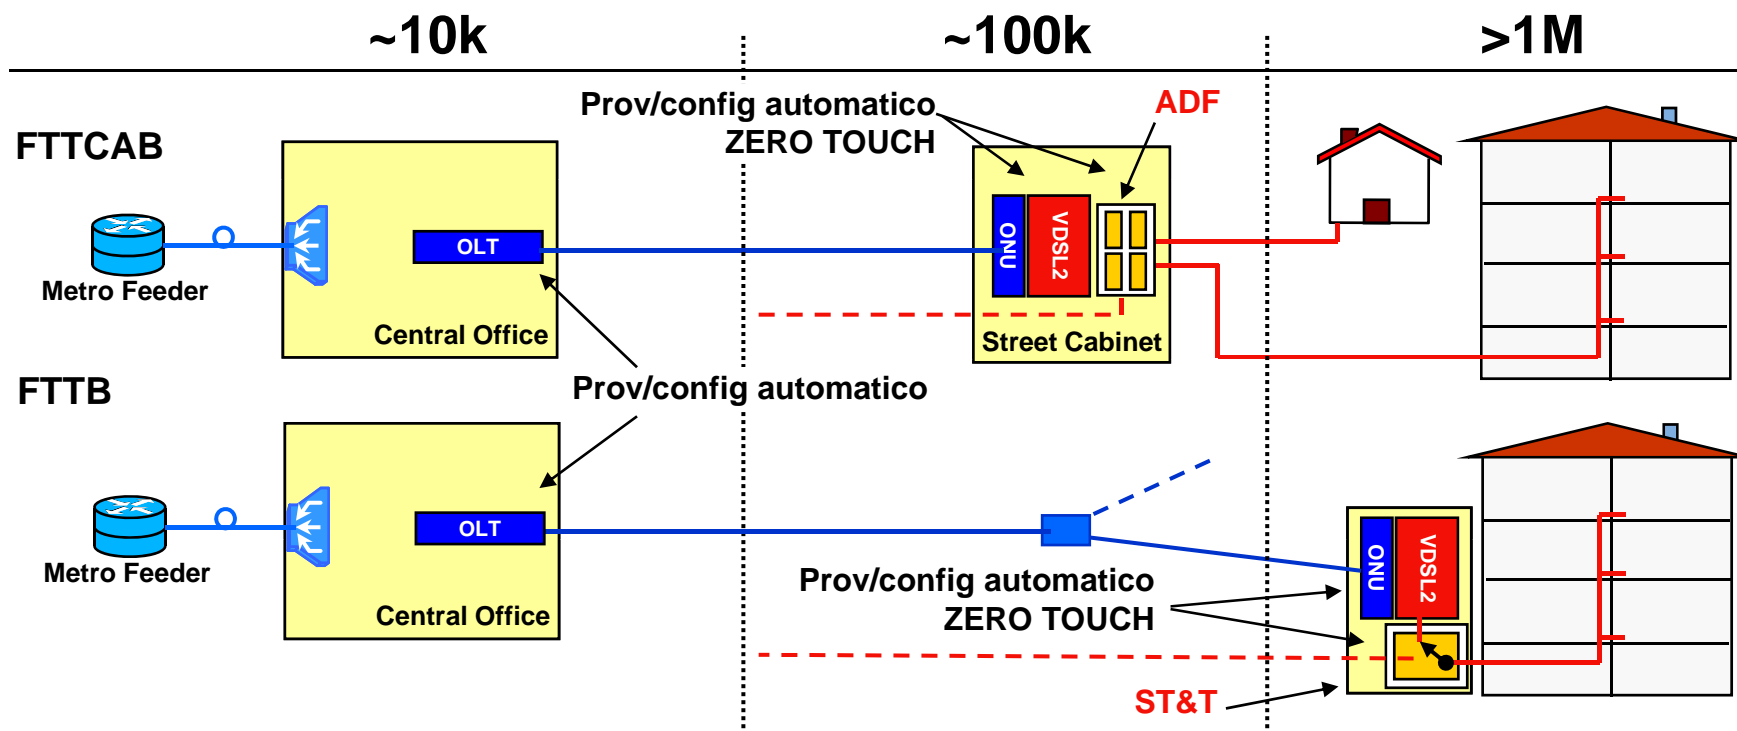 ~10k
~100k
>1M
Prov/config automatico
ZERO TOUCH
ADF
FTTCAB
OLT
ONU
VDSL2
Metro Feeder
Central Office
Street Cabinet
FTTB
Prov/config automatico
OLT
ONU
VDSL2
Metro Feeder
Central Office
Prov/config automatico
ZERO TOUCH
ST&T